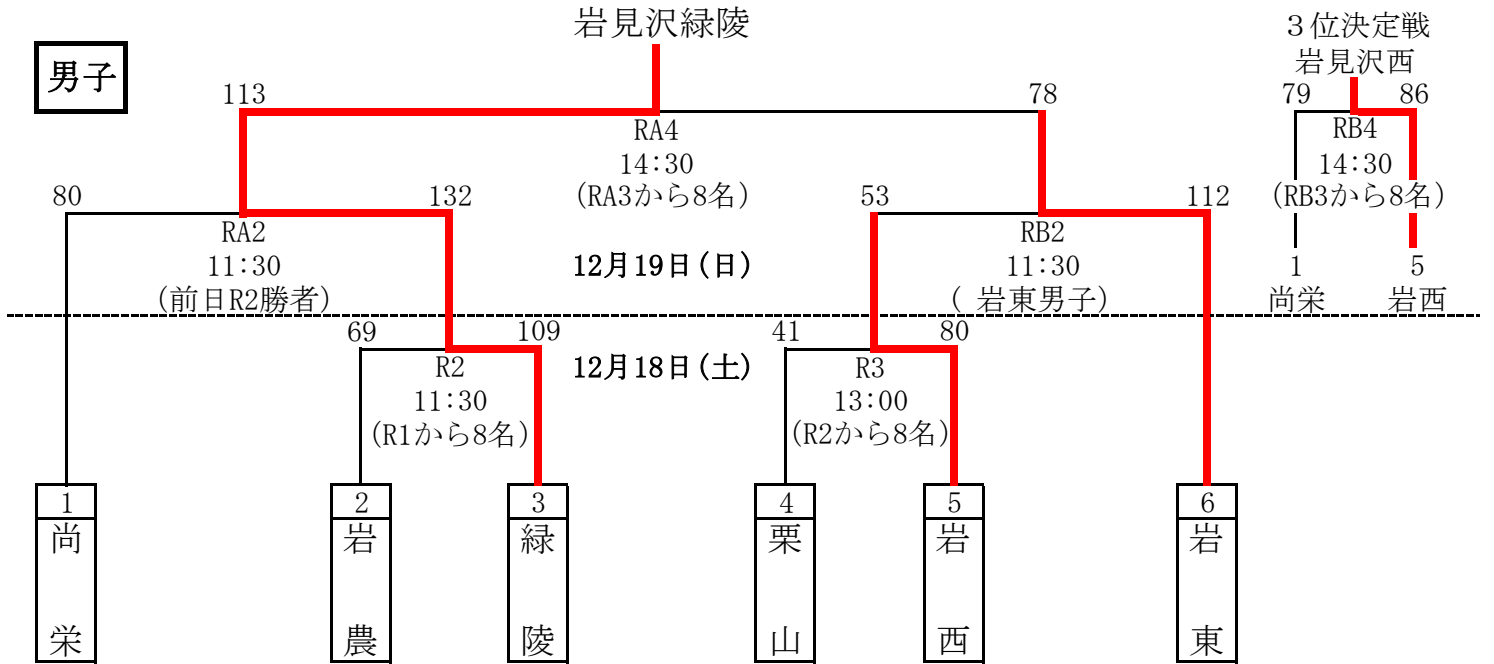 岩見沢緑陵
3位決定戦
岩見沢西
男子
113
78
79
86
RA4
14:30
(RA3から8名)
RB4
14:30
(RB3から8名)
80
132
53
112
RA2
11:30
(前日R2勝者)
12月19日(日)
RB2
11:30
( 岩東男子)
1
尚栄
5
岩西
69
109
41
80
R2
11:30
(R1から8名)
12月18日(土)
R3
13:00
(R2から8名)
1
尚栄
2
岩農
3
緑陵
4
栗山
5
岩西
6
岩東